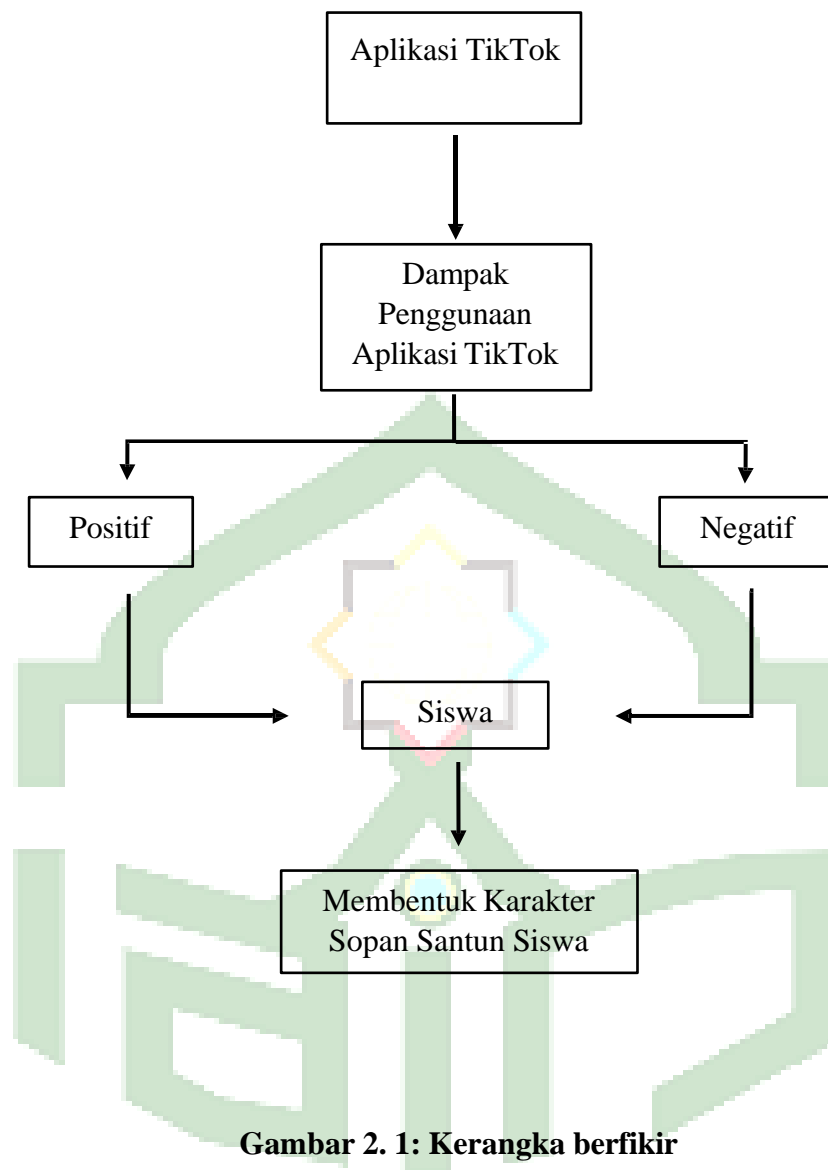 Aplikasi TikTok
Dampak
Penggunaan
Aplikasi TikTok
Positif
Negatif
Siswa
Membentuk Karakter
Sopan Santun Siswa
Gambar 2. 1: Kerangka berfikir